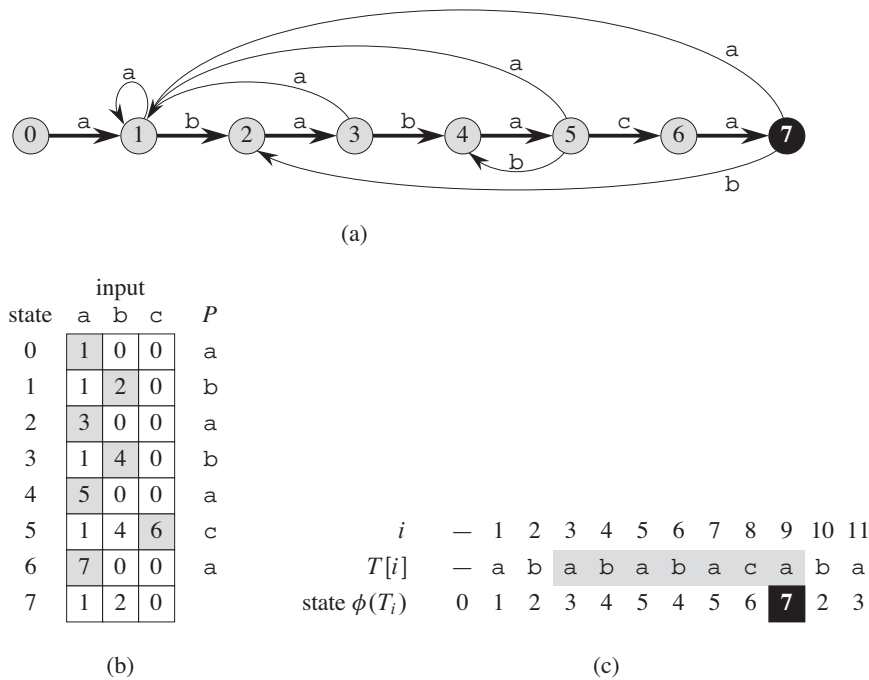 a a a a
0 a 1 b 2 a 3 b 4 a 5 c 6 a 7
b b
(a)
input
state a b c P
0 1 0 0 a
1 1 2 0 b
2 3 0 0 a
3 1 4 0 b
4 5 0 0 a
5 1 4 6 c
6 7 0 0 a
7 1 2 0
(b)
i — 1 2 3 4 5 6 7 8 9 10 11
T[i] — a b a b a b a c a b a
state ϕ(Tᵢ) 0 1 2 3 4 5 4 5 6 7 2 3
(c)